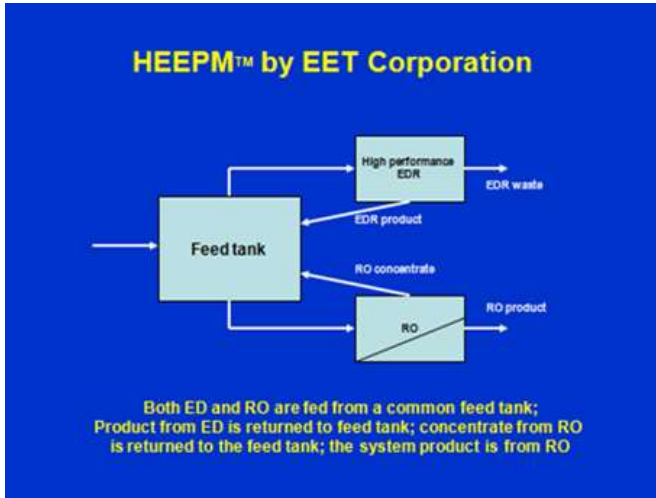 HEEPM™ by EET Corporation
High performance
EDR
EDR waste
EDR product
Feed tank
RO concentrate
RO product
RO
Both ED and RO are fed from a common feed tank;
Product from ED is returned to feed tank; concentrate from RO
is returned to the feed tank; the system product is from RO